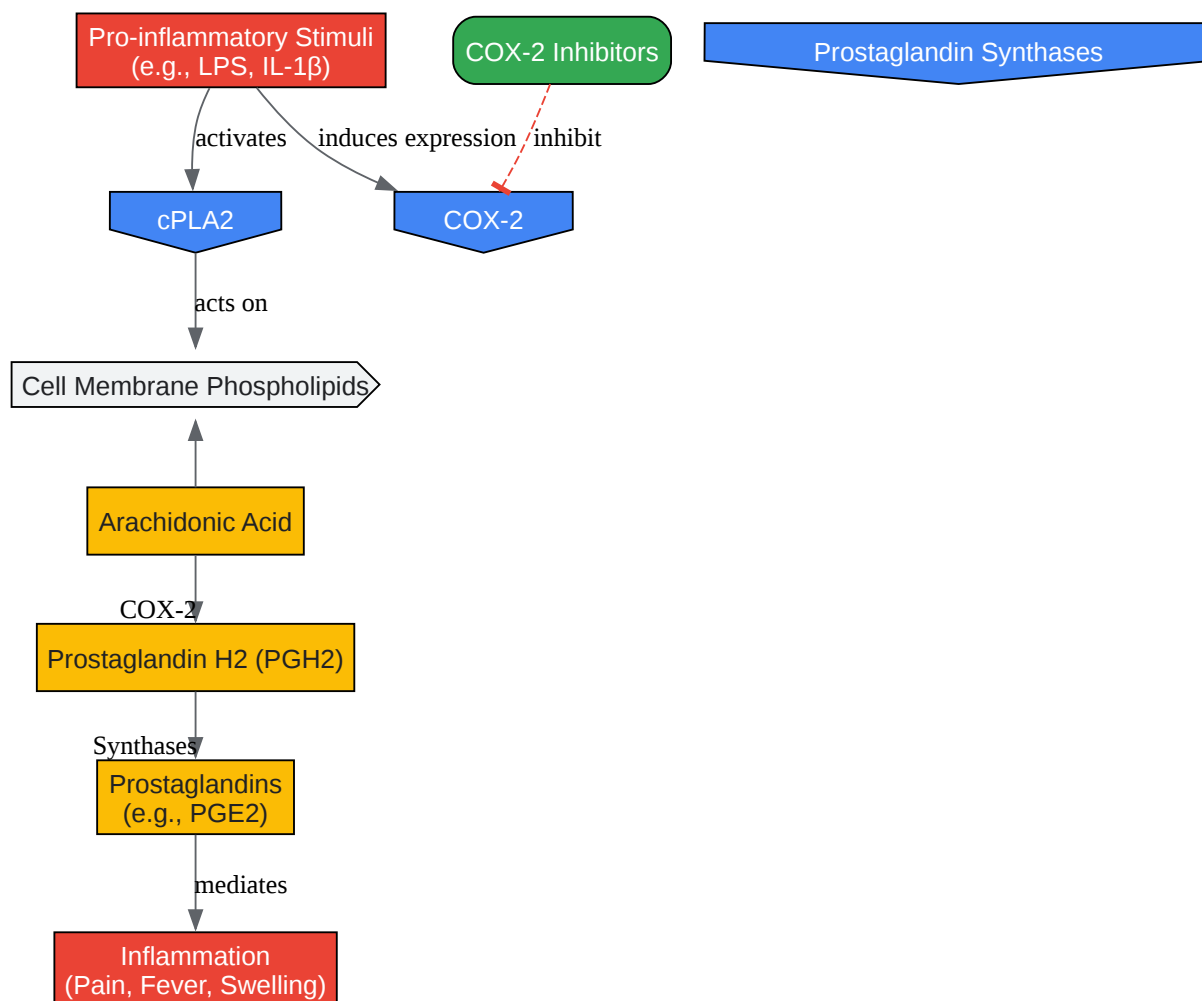 Pro-inflammatory Stimuli
(e.g., LPS, IL-1β)
COX-2 Inhibitors
Prostaglandin Synthases
activates
induces expression
inhibit
cPLA2
COX-2
acts on
Cell Membrane Phospholipids
Arachidonic Acid
COX-2
Prostaglandin H2 (PGH2)
Synthases
Prostaglandins
(e.g., PGE2)
mediates
Inflammation
(Pain, Fever, Swelling)